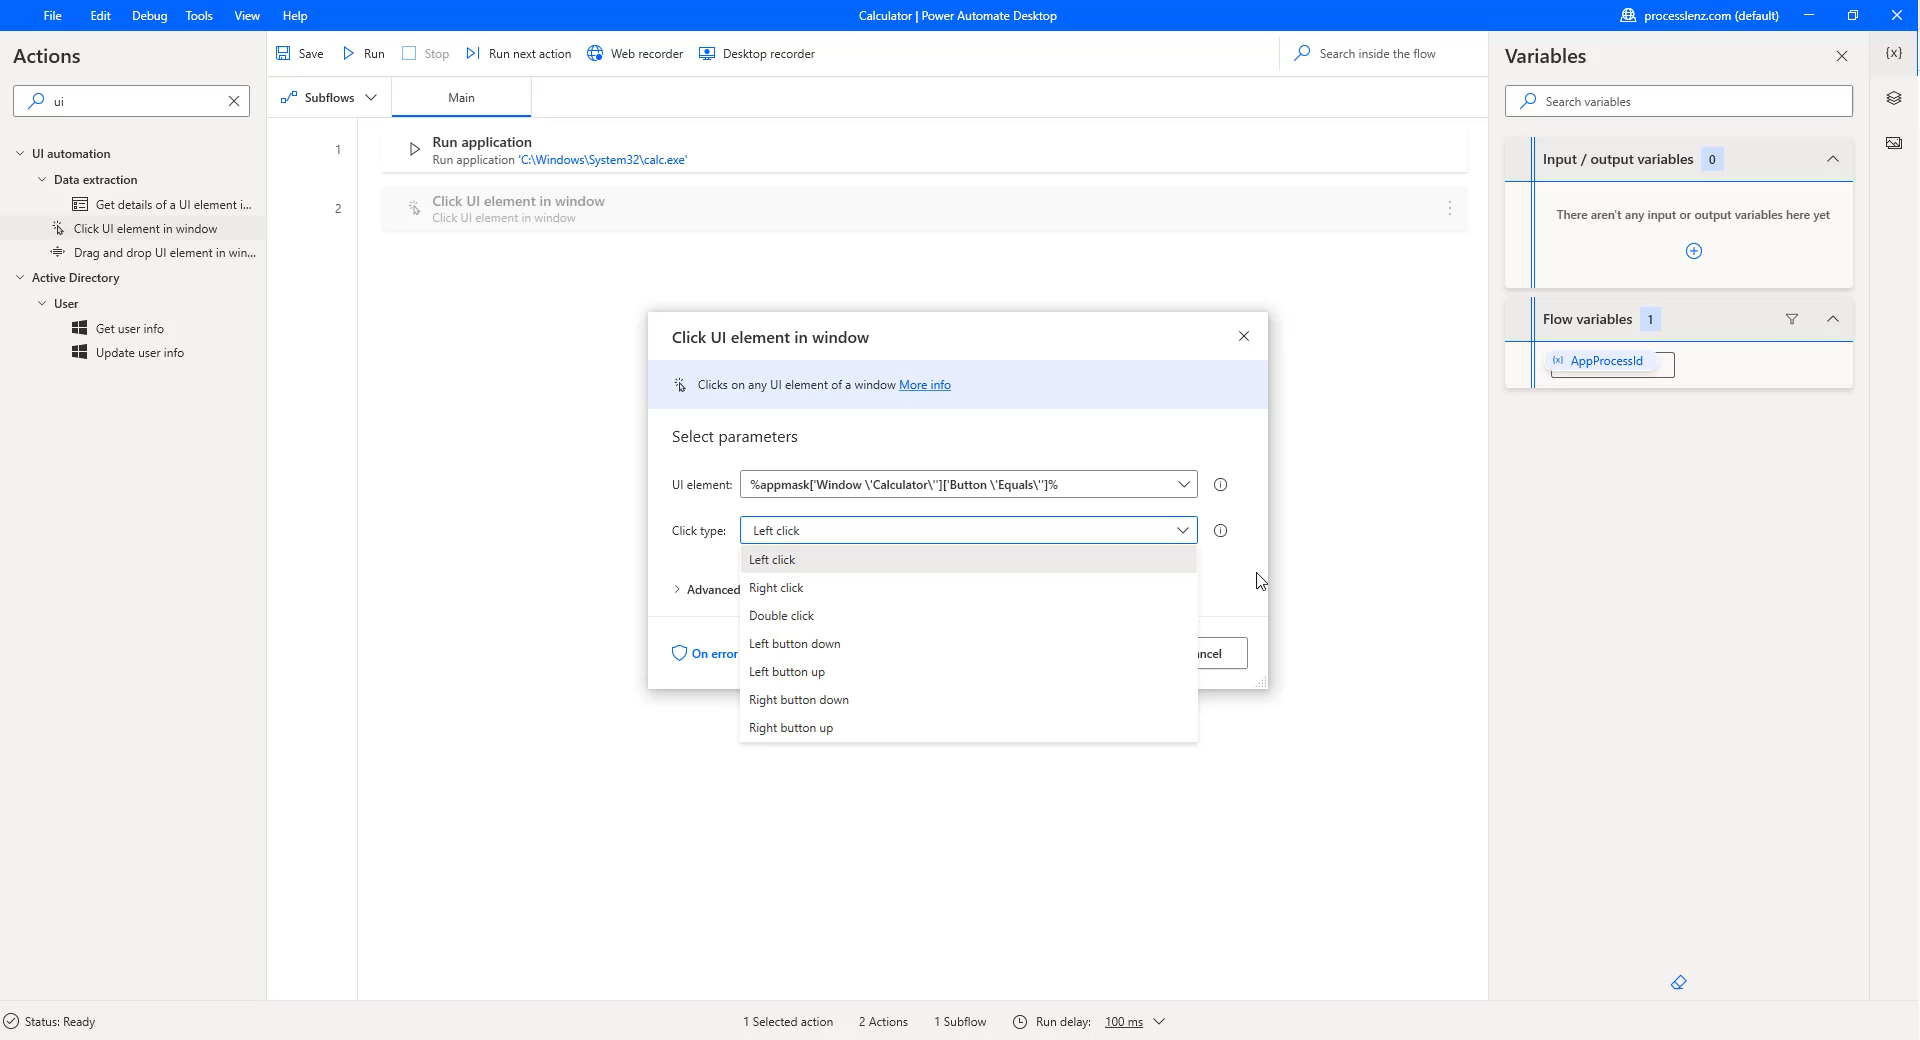 File Edit Debug Tools View Help
Calculator | Power Automate Desktop
processlenz.com (default)
Actions
ui
UI automation
Data extraction
Get details of a UI element i...
Click UI element in window
Drag and drop UI element in win...
Active Directory
User
Get user info
Update user info
Save Run Stop Run next action Web recorder Desktop recorder
Search inside the flow
Subflows
Main
1
Run application
Run application 'C:\Windows\System32\calc.exe'
2
Click UI element in window
Click UI element in window
Click UI element in window
Clicks on any UI element of a window More info
Select parameters
UI element: %appmask['Window \'Calculator\'']['Button \'Equals\'']%
Click type: Left click
Left click
Right click
Double click
Left button down
Left button up
Right button down
Right button up
Advanced
On error
ncel
Variables
{x}
Search variables
Input / output variables 0
There aren't any input or output variables here yet
Flow variables 1
(x) AppProcessId
Status: Ready
1 Selected action
2 Actions
1 Subflow
Run delay: 100 ms